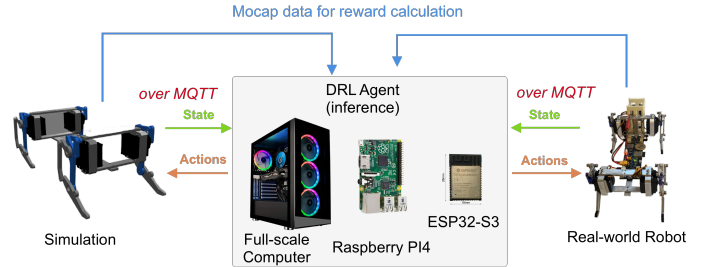 Mocap data for reward calculation
DRL Agent
(inference)
over MQTT
State
Actions
over MQTT
State
Actions
ESP32-S3
Simulation
Full-scale
Computer
Raspberry PI4
Real-world Robot